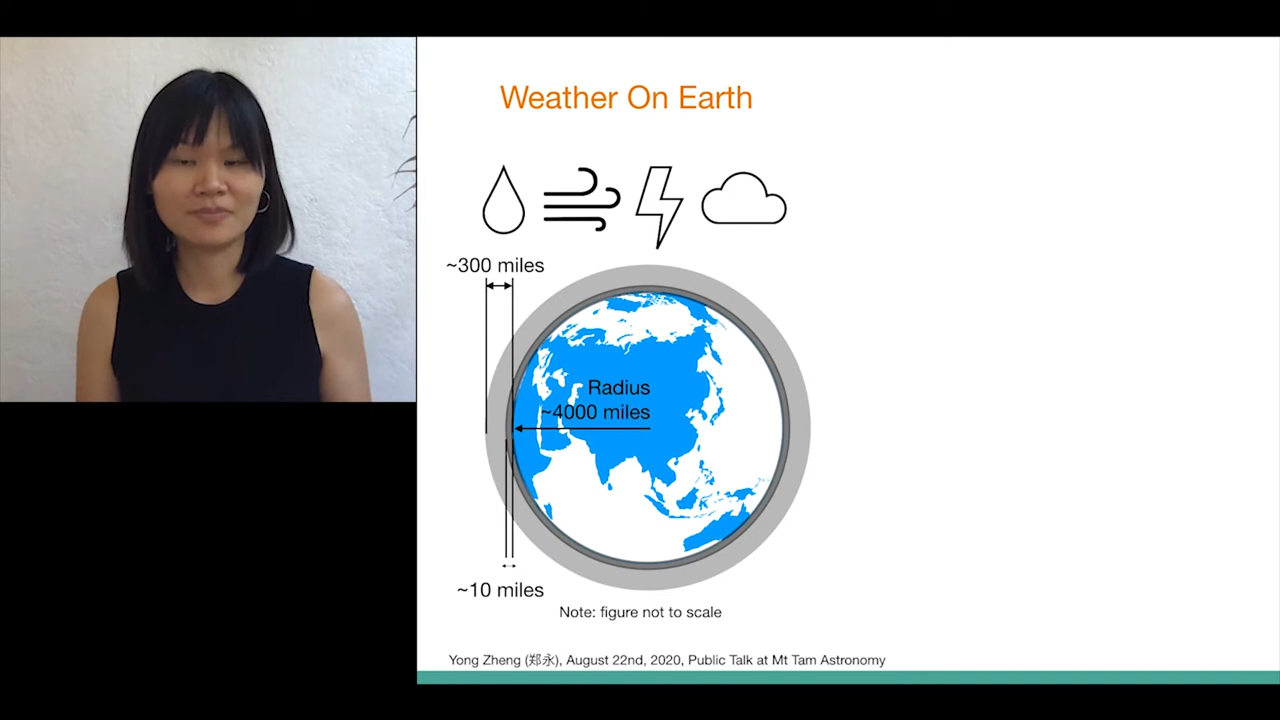 Weather On Earth
~300 miles
Radius
~4000 miles
~10 miles
Note: figure not to scale
Yong Zheng (郑永), August 22nd, 2020, Public Talk at Mt Tam Astronomy